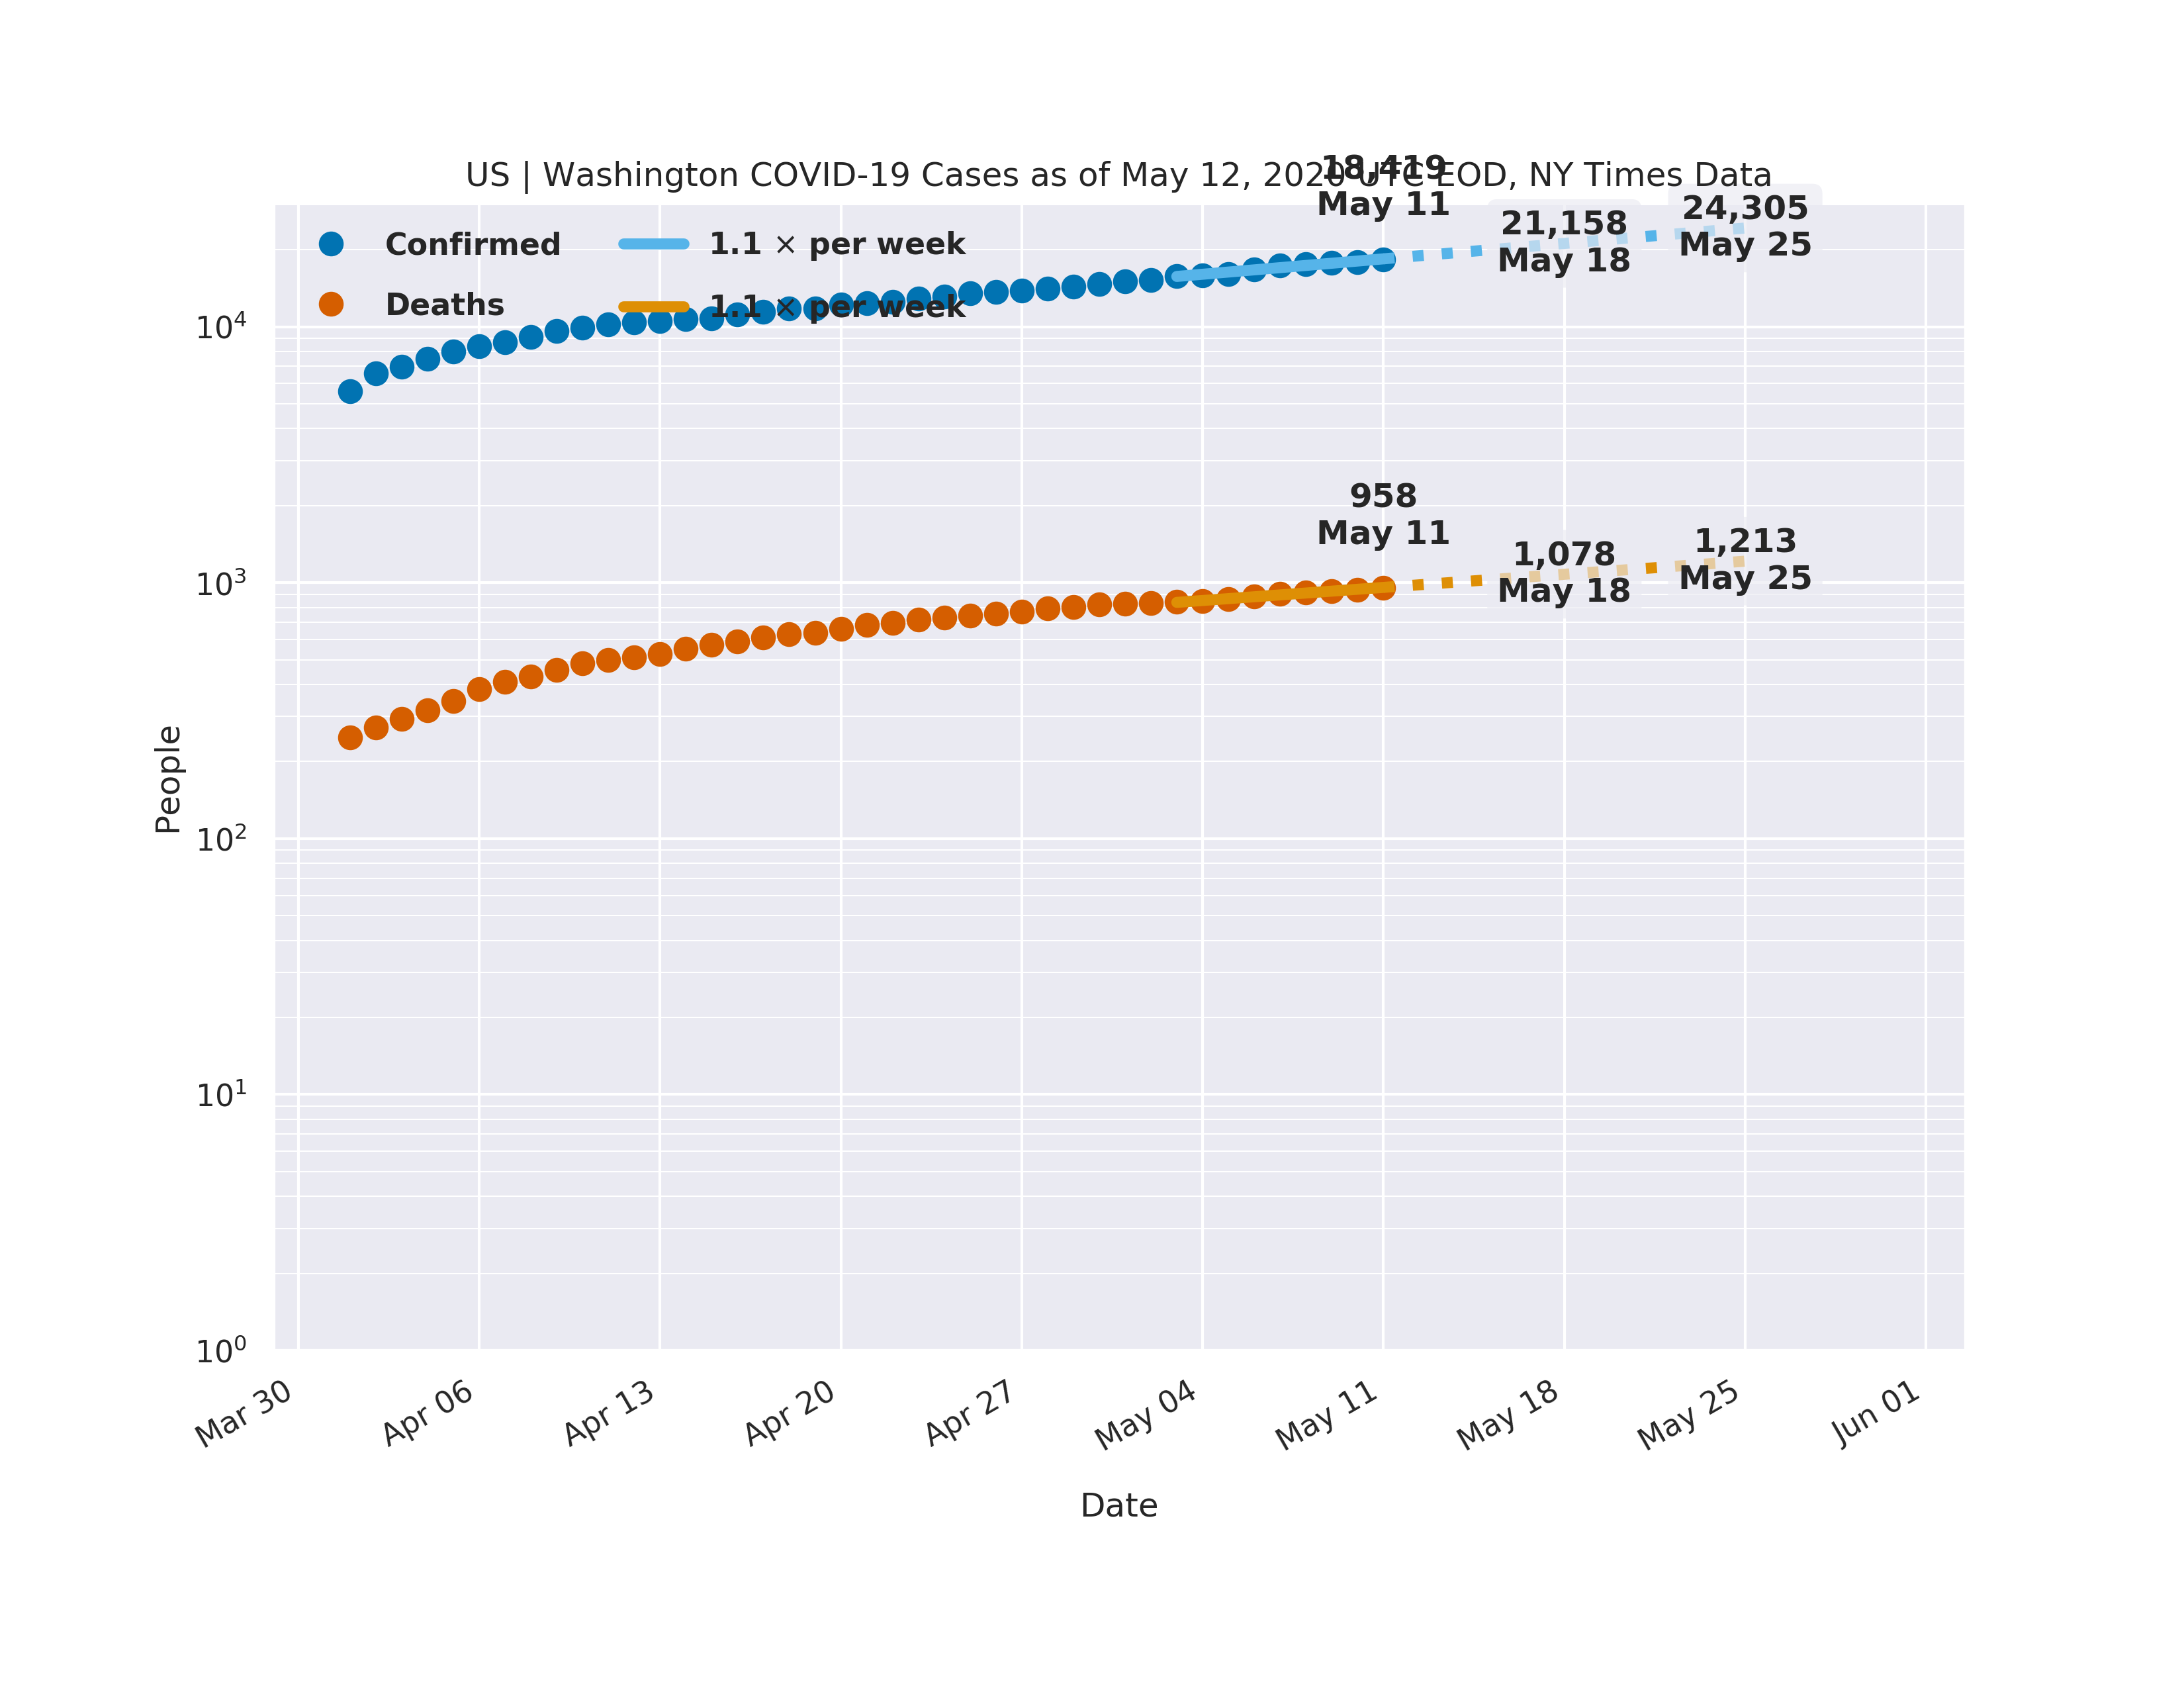 US | Washington COVID-19 Cases as of May 12, 2020 UTC EOD, NY Times Data
18,419
May 11
21,158
May 18
24,305
May 25
Confirmed
1.1 × per week
Deaths
1.1 × per week
958
May 11
1,078
May 18
1,213
May 25
10⁴
10³
10²
10¹
10⁰
People
Mar 30
Apr 06
Apr 13
Apr 20
Apr 27
May 04
May 11
May 18
May 25
Jun 01
Date